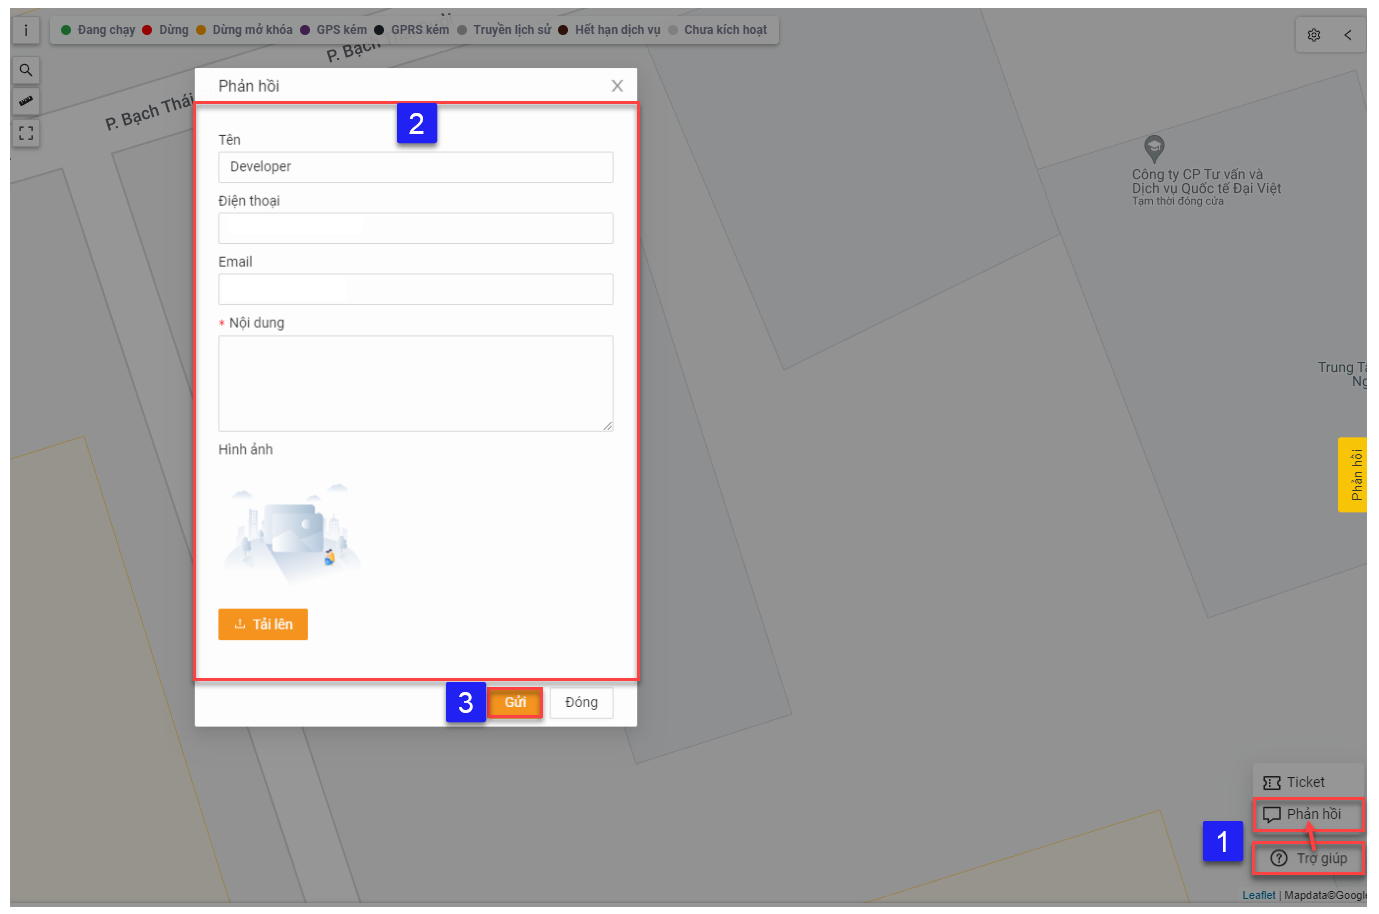 i
Đang chạy Dừng Dừng mở khóa GPS kém GPRS kém Truyền lịch sử Hết hạn dịch vụ Chưa kích hoạt
P. Bạch
P. Bạch Thái
Phản hồi
2
Tên
Developer
Điện thoại
Email
* Nội dung
Hình ảnh
Tải lên
3
Gửi
Đóng
Công ty CP Tư vấn và
Dịch vụ Quốc tế Đại Việt
Tạm thời đóng cửa
Trung
Phản hồi
Ticket
Phản hồi
1
Trợ giúp
Leaflet | Mapdata©Google